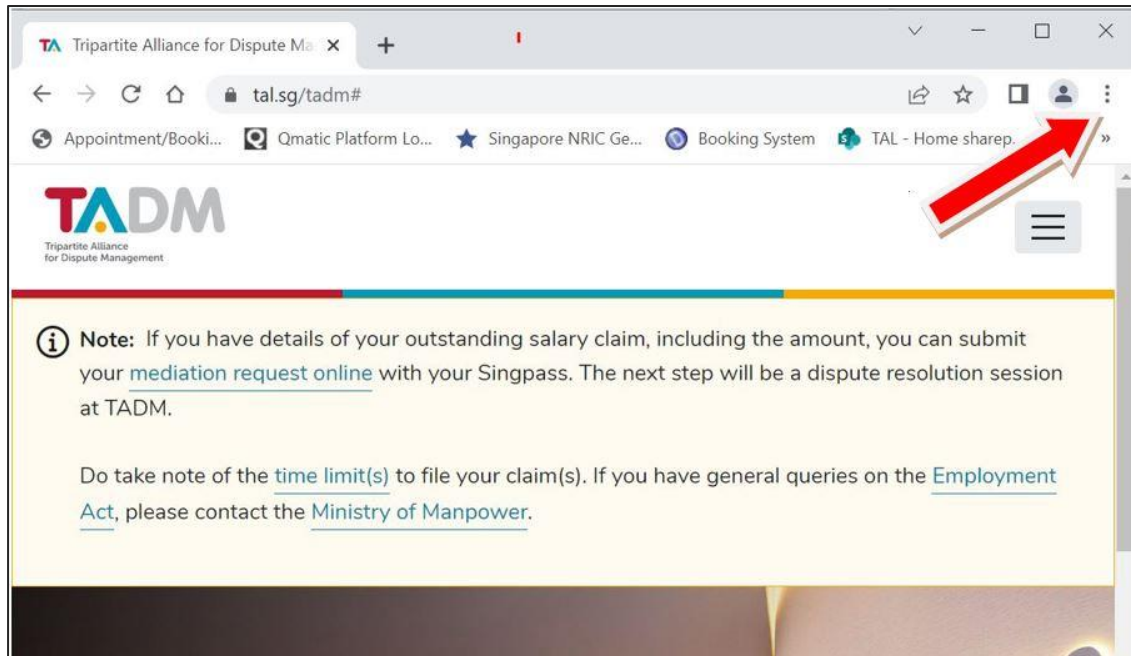 Tripartite Alliance for Dispute Ma
tal.sg/tadm#
Appointment/Booki... Qmatic Platform Lo... Singapore NRIC Ge... Booking System TAL - Home sharep.
TADM
Tripartite Alliance
for Dispute Management
Note: If you have details of your outstanding salary claim, including the amount, you can submit
your mediation request online with your Singpass. The next step will be a dispute resolution session
at TADM.
Do take note of the time limit(s) to file your claim(s). If you have general queries on the Employment
Act, please contact the Ministry of Manpower.